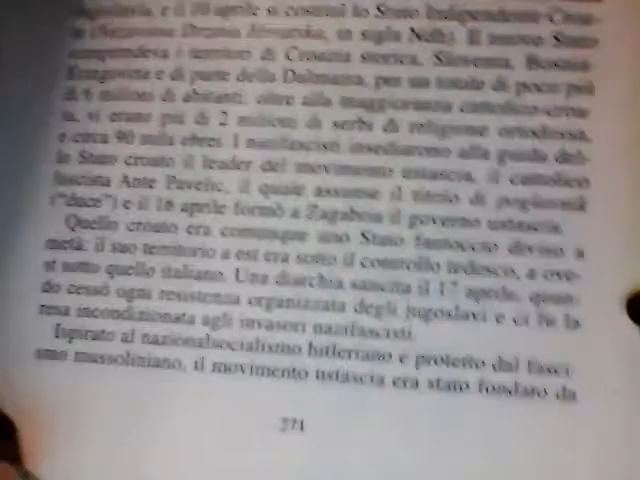 e il 10 aprile si costituì lo Stato Indipendente Croa-
(Nezavisna Drzava Hrvatska, in sigla Ndh). Il nuovo Stato
comprendeva i territori di Croazia storica, Slavonia, Bosnia-
Erzegovina e di parte della Dalmazia, per un totale di poco più
di 6 milioni di abitanti: oltre alla maggioranza cattolico-croa-
ta, vi erano più di 2 milioni di serbi di religione ortodossa,
e circa 90 mila ebrei. I nazifascisti insediarono alla guida del-
lo Stato croato il leader del movimento ustascia, il cattolico
fascista Ante Pavelic, il quale assunse il titolo di poglavnik
("duce") e il 16 aprile formò a Zagabria il governo ustascia.
Quello croato era comunque uno Stato fantoccio diviso a
metà: il suo territorio a est era sotto il controllo tedesco, a ove-
st sotto quello italiano. Una diarchia sancita il 17 aprile, quan-
do cessò ogni resistenza organizzata degli jugoslavi e ci fu la
resa incondizionata agli invasori nazifascisti.
Ispirato al nazionalsocialismo hitleriano e protetto dal fasci-
smo mussoliniano, il movimento ustascia era stato fondato da
271